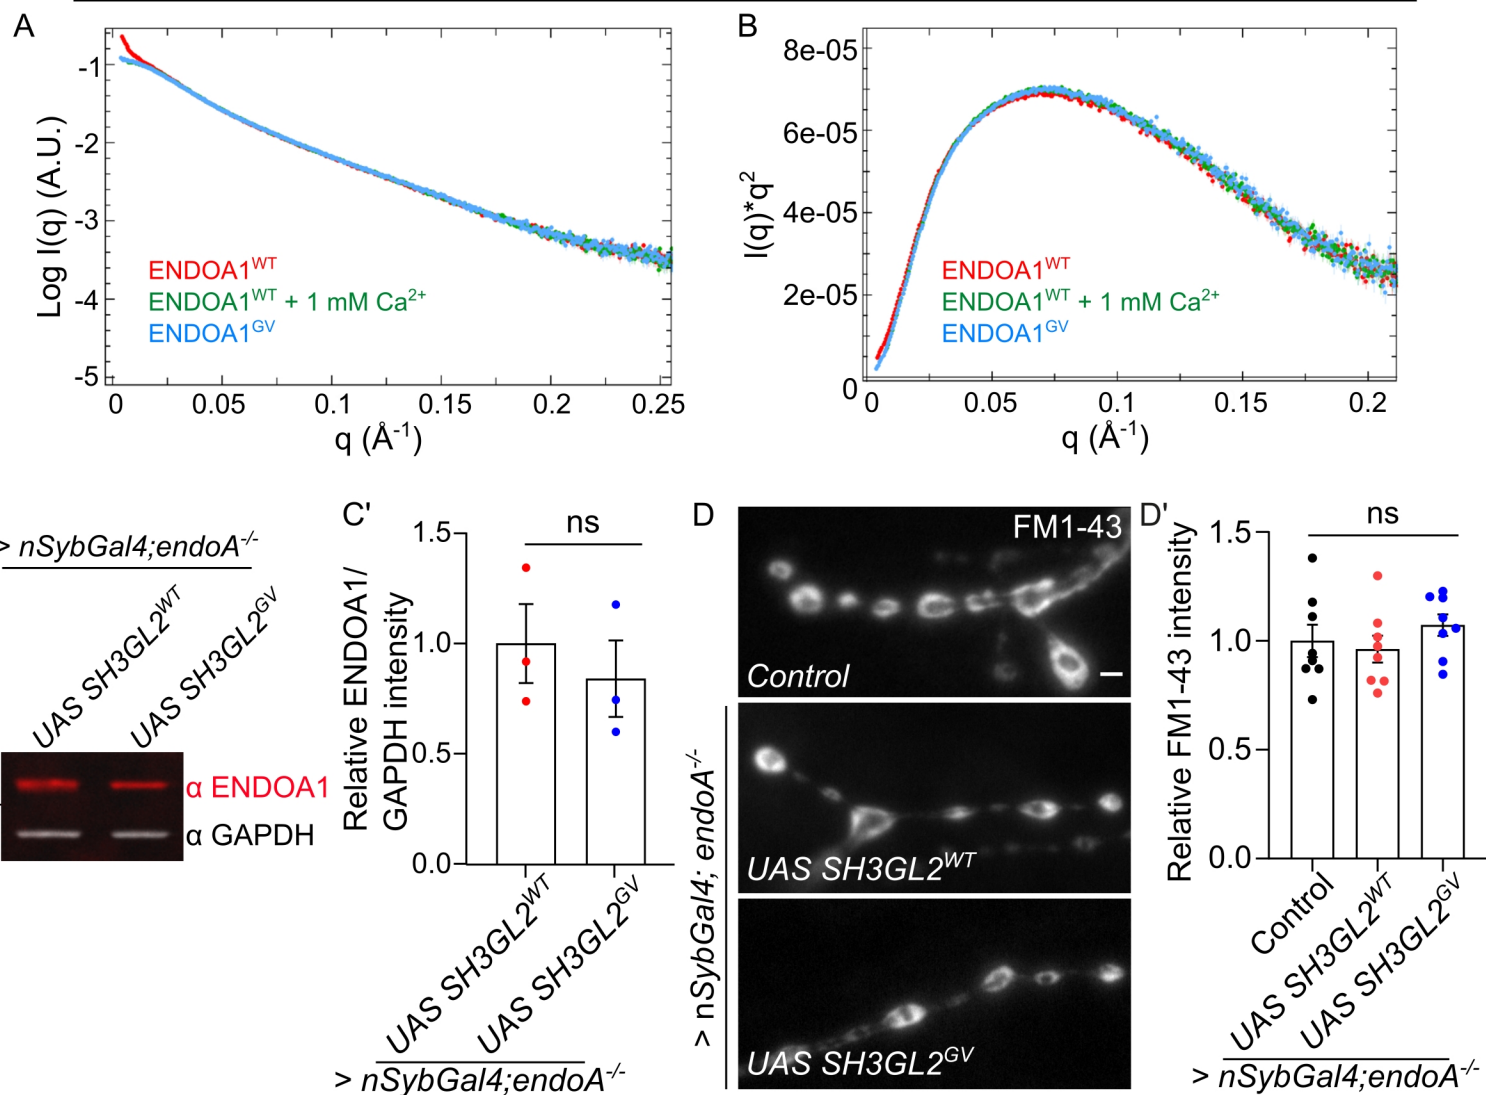 A
-1
-2
-3
-4
-5
Log I(q) (A.U.)
ENDOA1WT
ENDOA1WT + 1 mM Ca2+
ENDOA1GV
0 0.05 0.1 0.15 0.2 0.25
q (Å-1)
B
8e-05
6e-05
4e-05
2e-05
0
I(q)*q2
ENDOA1WT
ENDOA1WT + 1 mM Ca2+
ENDOA1GV
0 0.05 0.1 0.15 0.2
q (Å-1)
> nSybGal4;endoA-/-
UAS SH3GL2WT
UAS SH3GL2GV
α ENDOA1
α GAPDH
C'
ns
1.5
1.0
0.5
0.0
Relative ENDOA1/
GAPDH intensity
UAS SH3GL2WT
UAS SH3GL2GV
> nSybGal4;endoA-/-
D
FM1-43
Control
UAS SH3GL2WT
UAS SH3GL2GV
> nSybGal4; endoA-/-
D'
ns
1.5
1.0
0.5
0.0
Relative FM1-43 intensity
Control
UAS SH3GL2WT
UAS SH3GL2GV
> nSybGal4;endoA-/-